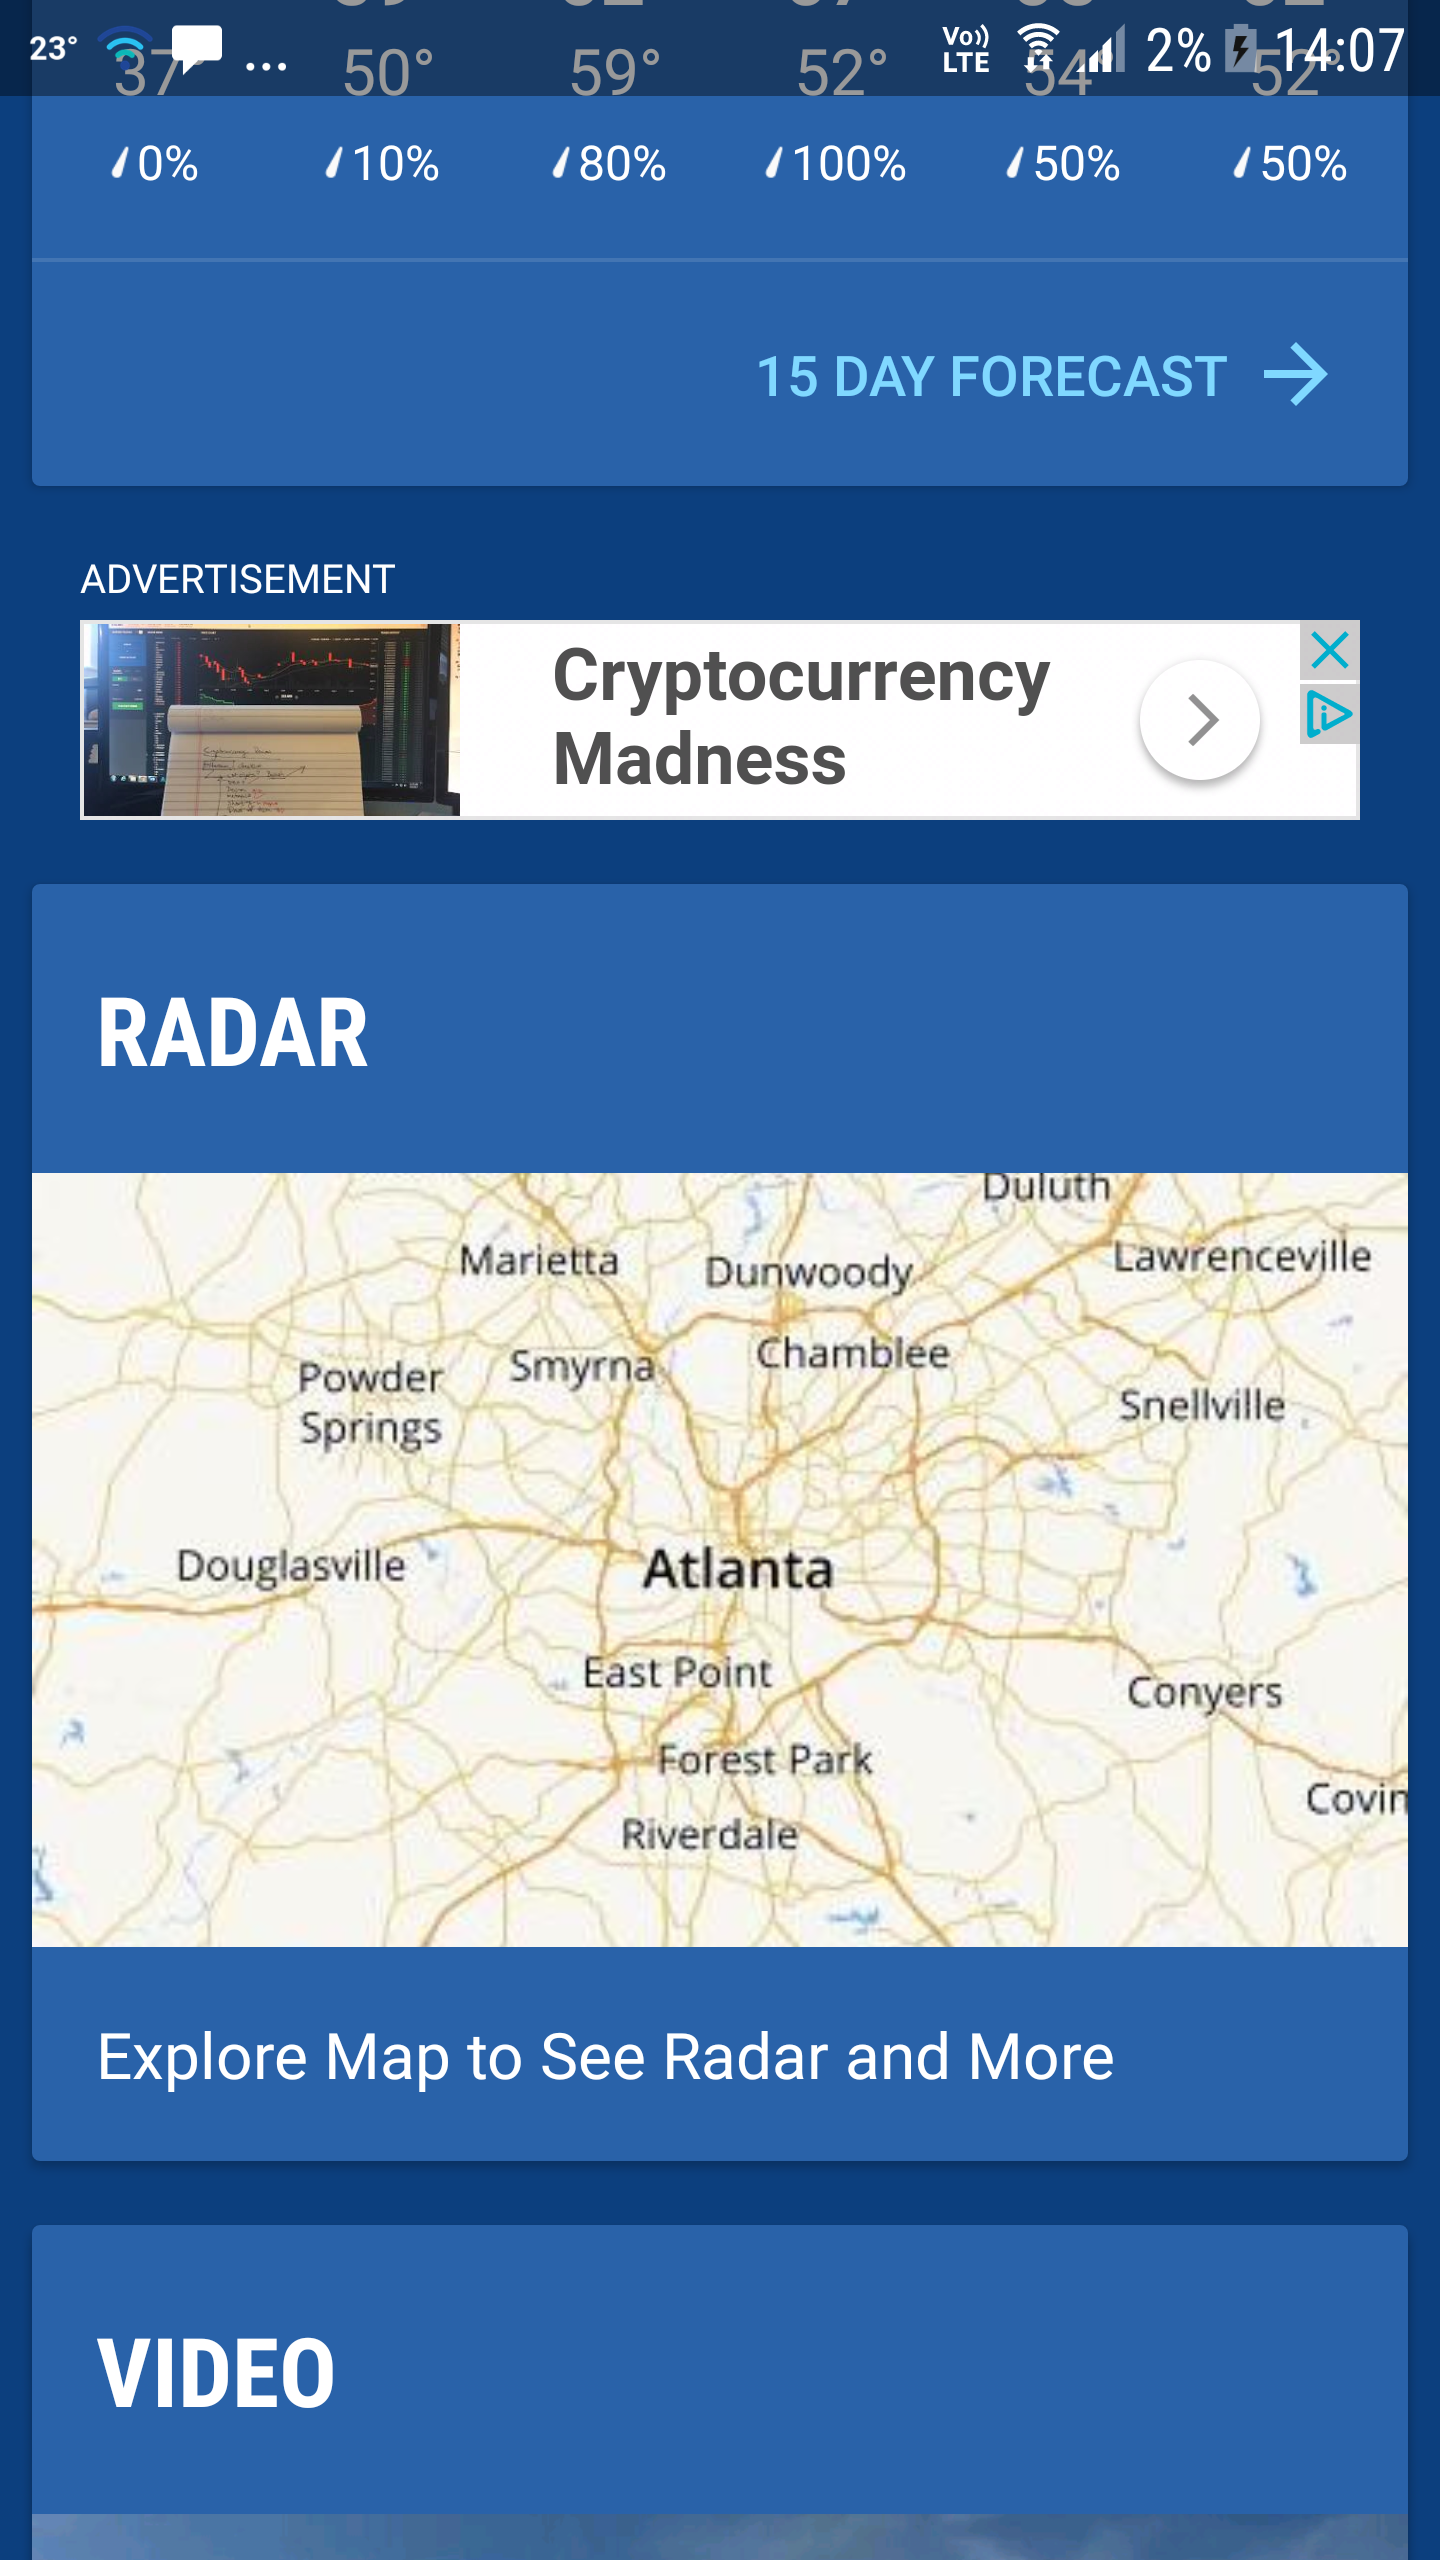 23° Vo)) LTE 2% 14:07
37° 50° 59° 52° 54° 52°
0% 10% 80% 100% 50% 50%
15 DAY FORECAST
ADVERTISEMENT
Cryptocurrency
Madness
RADAR
Duluth
Marietta Dunwoody Lawrenceville
Smyrna Chamblee
Powder
Springs
Snellville
Douglasville Atlanta
East Point Conyers
Forest Park
Covin
Riverdale
Explore Map to See Radar and More
VIDEO